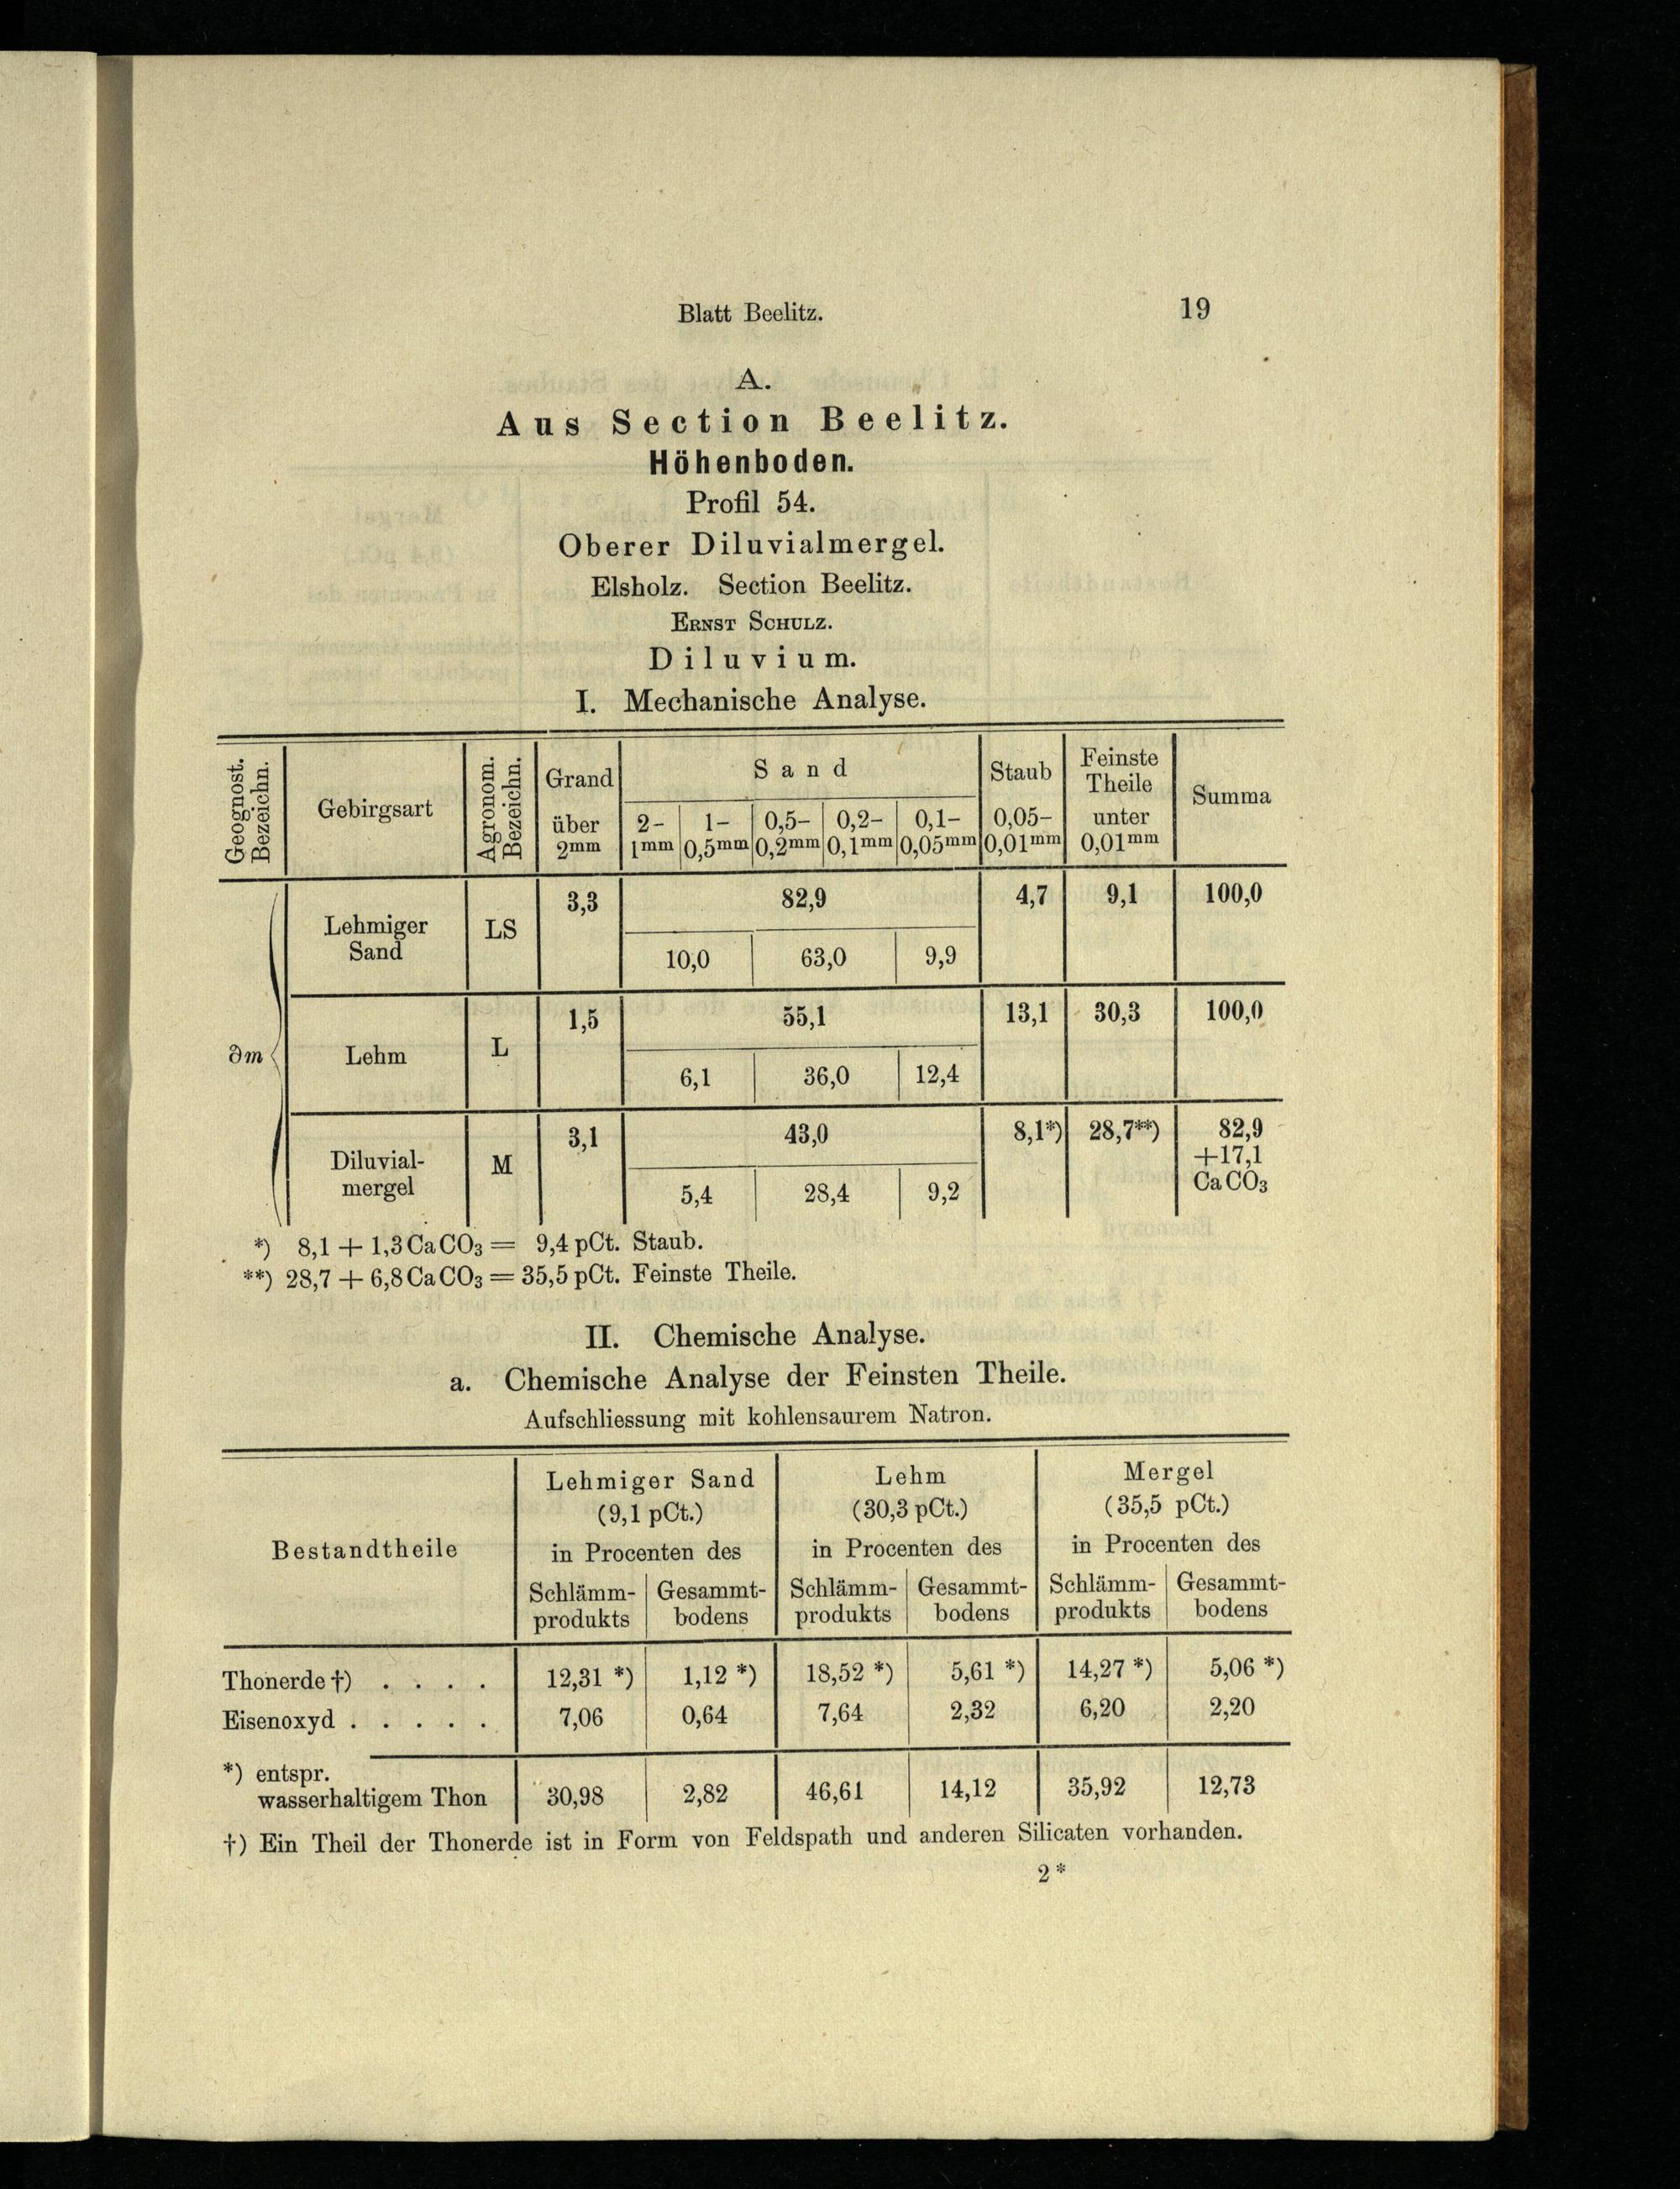 Blatt Beelitz. 19
A.
Aus Section Beelitz.
Höhenboden.
Profil 54.
Oberer Diluvialmergel.
Elsholz. Section Beelitz.
Ernst Schulz.
Diluvium.
I. Mechanische Analyse.
Geognost. Bezeichn. Gebirgsart Agronom. Bezeichn. Grand Sand Staub Feinste Theile Summa
über 2mm 2– 1mm 1– 0,5mm 0,5– 0,2mm 0,2– 0,1mm 0,1– 0,05mm 0,05– 0,01mm unter 0,01mm
Lehmiger Sand LS 3,3 82,9 4,7 9,1 100,0
10,0 63,0 9,9
∂m Lehm L 1,5 55,1 13,1 30,3 100,0
6,1 36,0 12,4
Diluvial-mergel M 3,1 43,0 8,1*) 28,7**) 82,9 +17,1 CaCO3
5,4 28,4 9,2
*) 8,1 + 1,3 CaCO3 = 9,4 pCt. Staub.
**) 28,7 + 6,8 CaCO3 = 35,5 pCt. Feinste Theile.
II. Chemische Analyse.
a. Chemische Analyse der Feinsten Theile.
Aufschliessung mit kohlensaurem Natron.
Bestandtheile Lehmiger Sand Lehm Mergel
(9,1 pCt.) (30,3 pCt.) (35,5 pCt.)
in Procenten des in Procenten des in Procenten des
Schlämm- Gesammt- Schlämm- Gesammt- Schlämm- Gesammt-
produkts bodens produkts bodens produkts bodens
Thonerde †) . . . . 12,31 *) 1,12 *) 18,52 *) 5,61 *) 14,27 *) 5,06 *)
Eisenoxyd . . . . . 7,06 0,64 7,64 2,32 6,20 2,20
*) entspr.
wasserhaltigem Thon 30,98 2,82 46,61 14,12 35,92 12,73
†) Ein Theil der Thonerde ist in Form von Feldspath und anderen Silicaten vorhanden.
2*